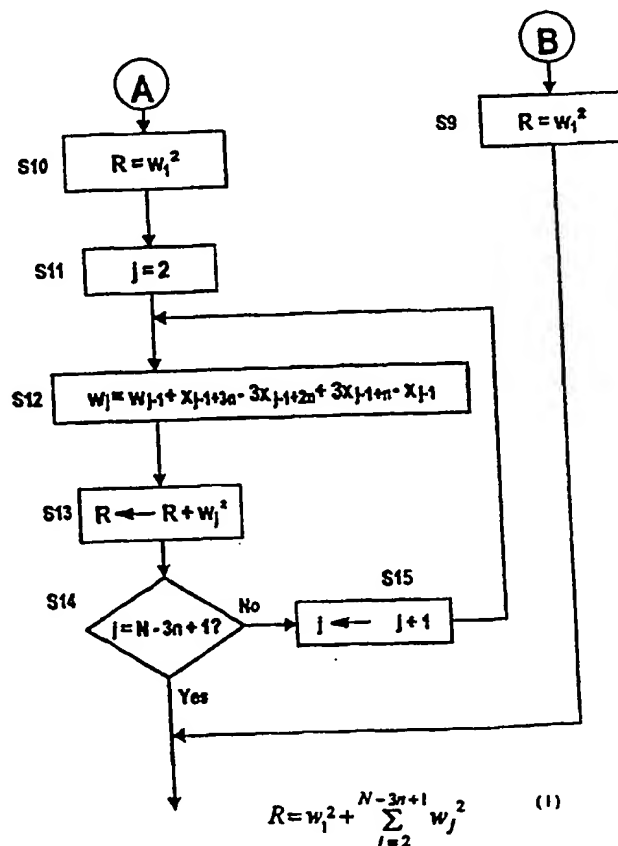 B
A
S9
R = w₁²
S10
R = w₁²
S11
j = 2
S12
wⱼ = wⱼ₋₁ + xⱼ₋₁₊₃ₙ - 3xⱼ₋₁₊₂ₙ + 3xⱼ₋₁₊ₙ - xⱼ₋₁
S13
R ← R + wⱼ²
S15
S14
j = N - 3n + 1?
No
j ← j + 1
Yes
R = w₁² + ∑_{j=2}^{N-3n+1} wⱼ² (1)